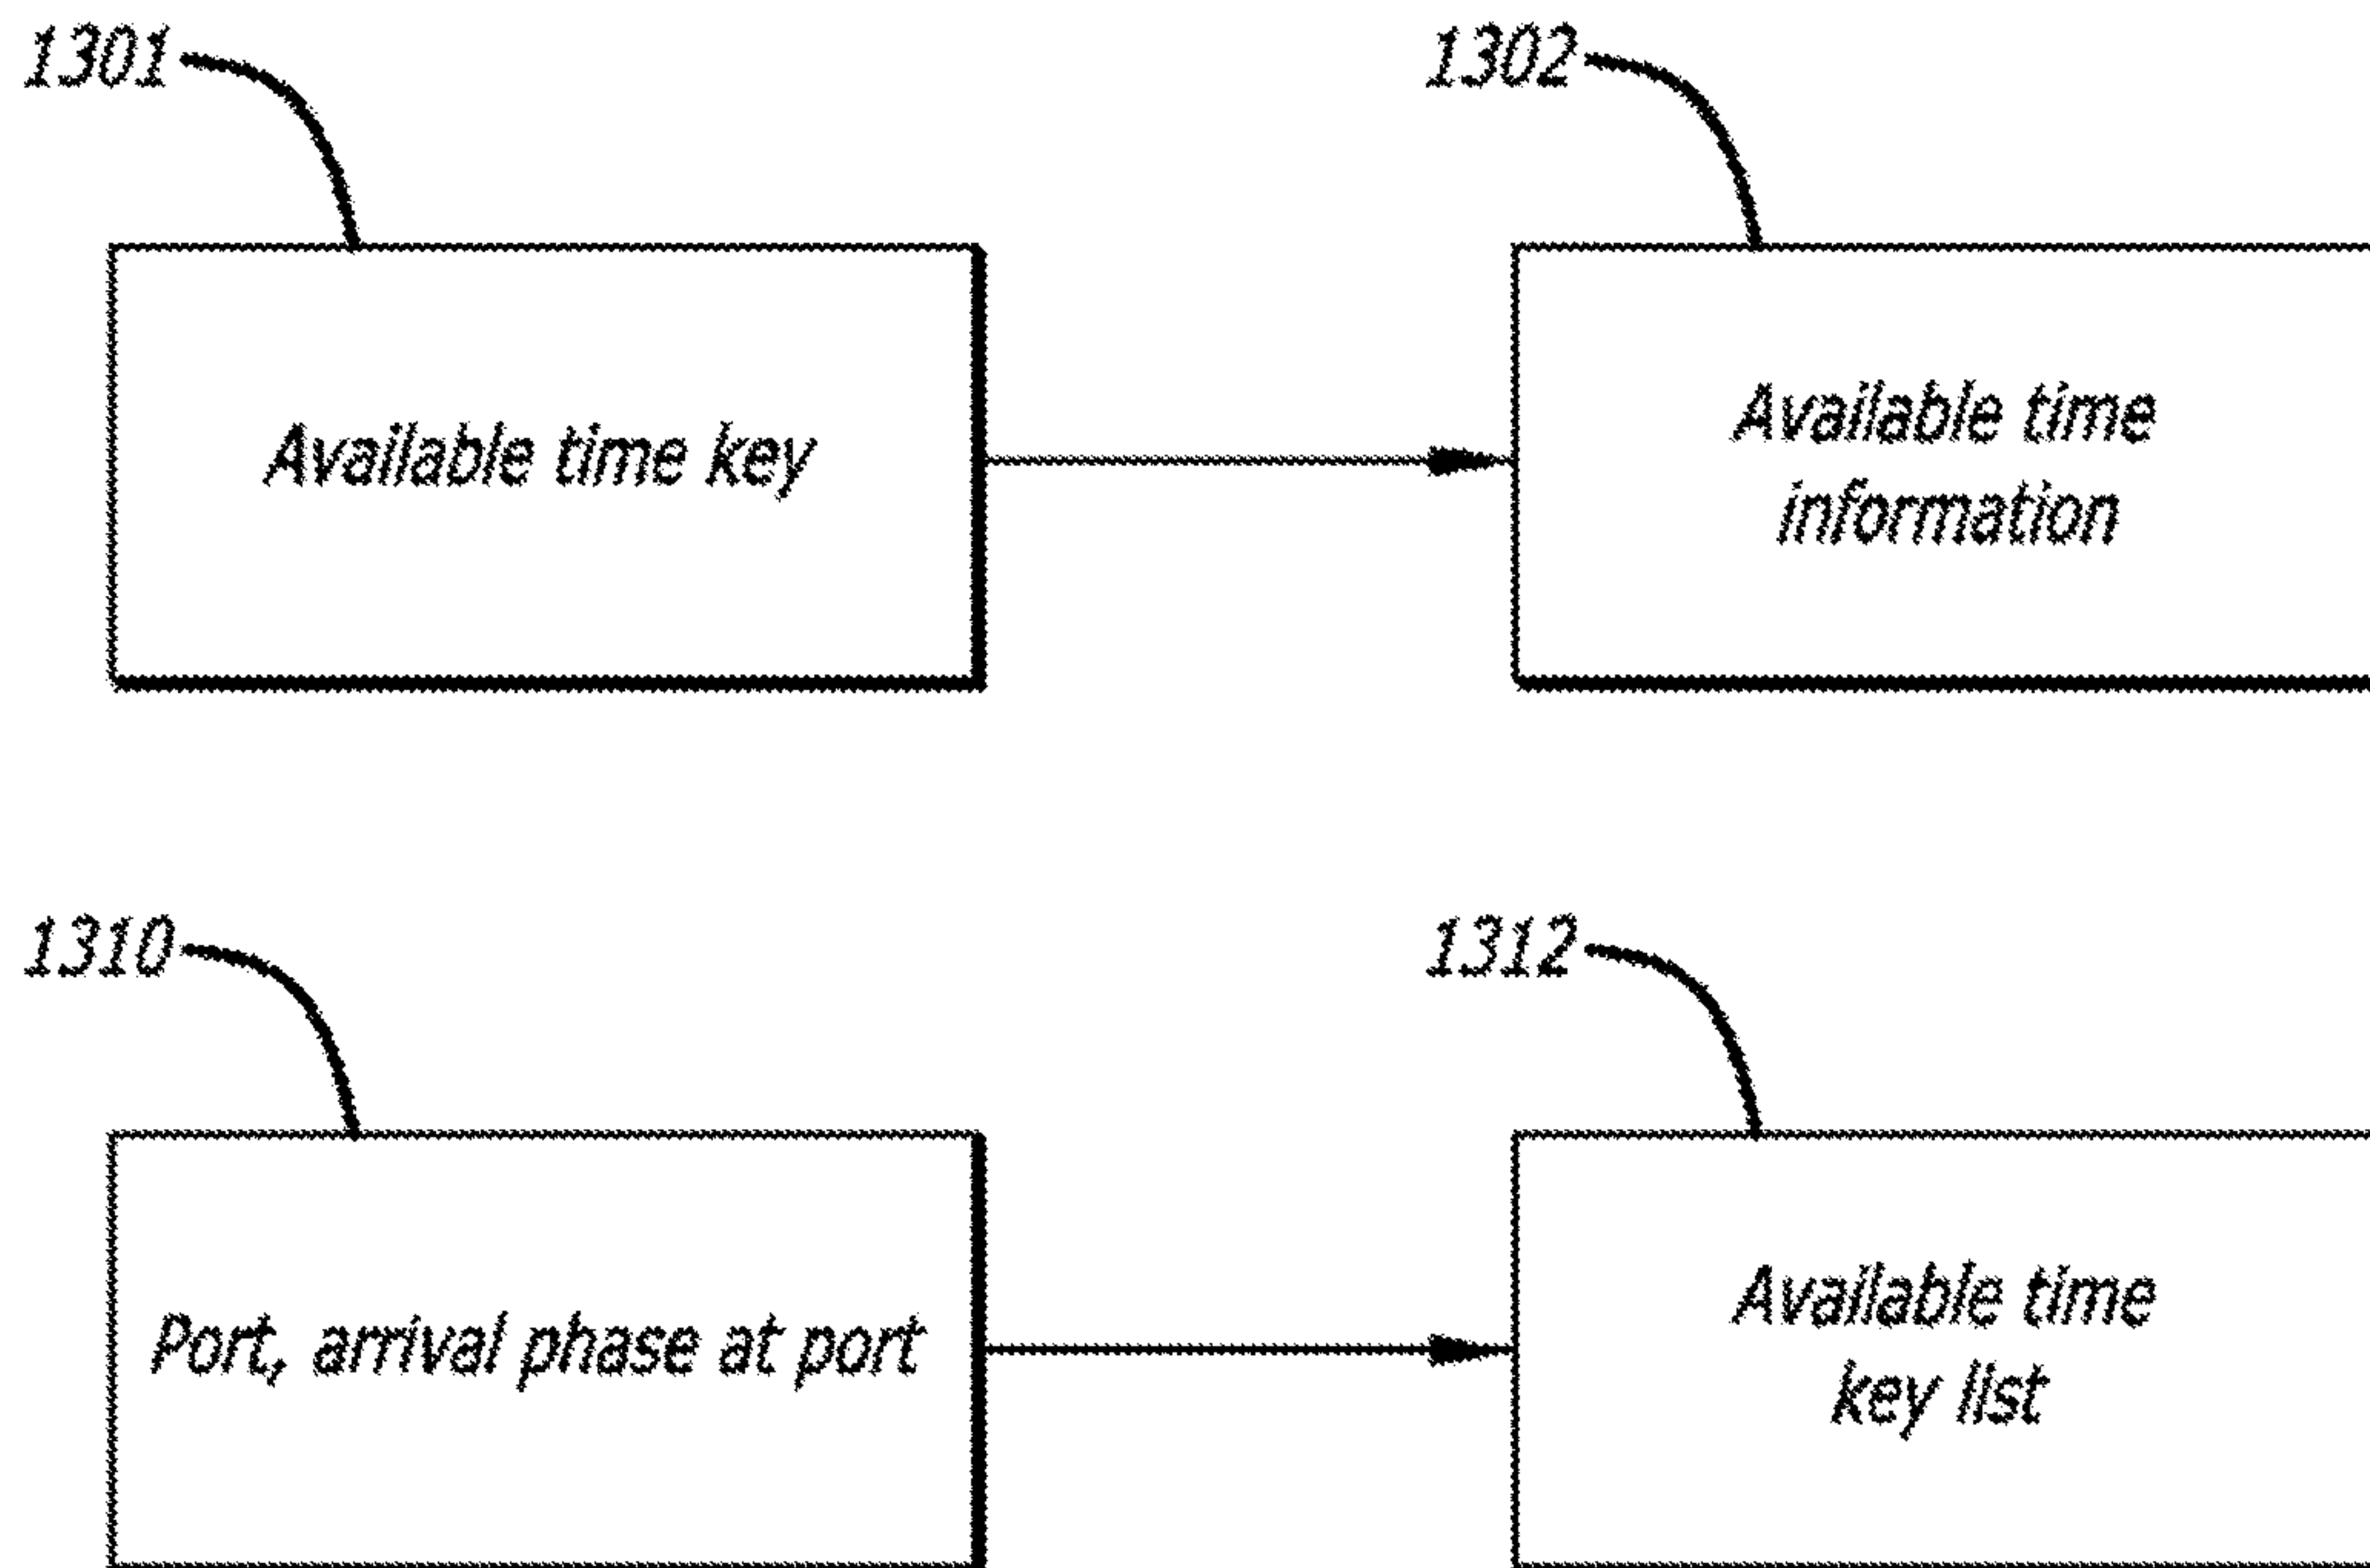 1301
1302
Available time key
Available time
information
1310
1312
Port, arrival phase at port
Available time
key list